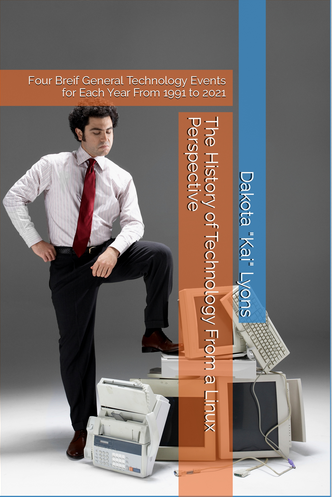 Four Breif General Technology Events
for Each Year From 1991 to 2021
The History of Technology From a Linux
Perspective
Dakota "Kai" Lyons